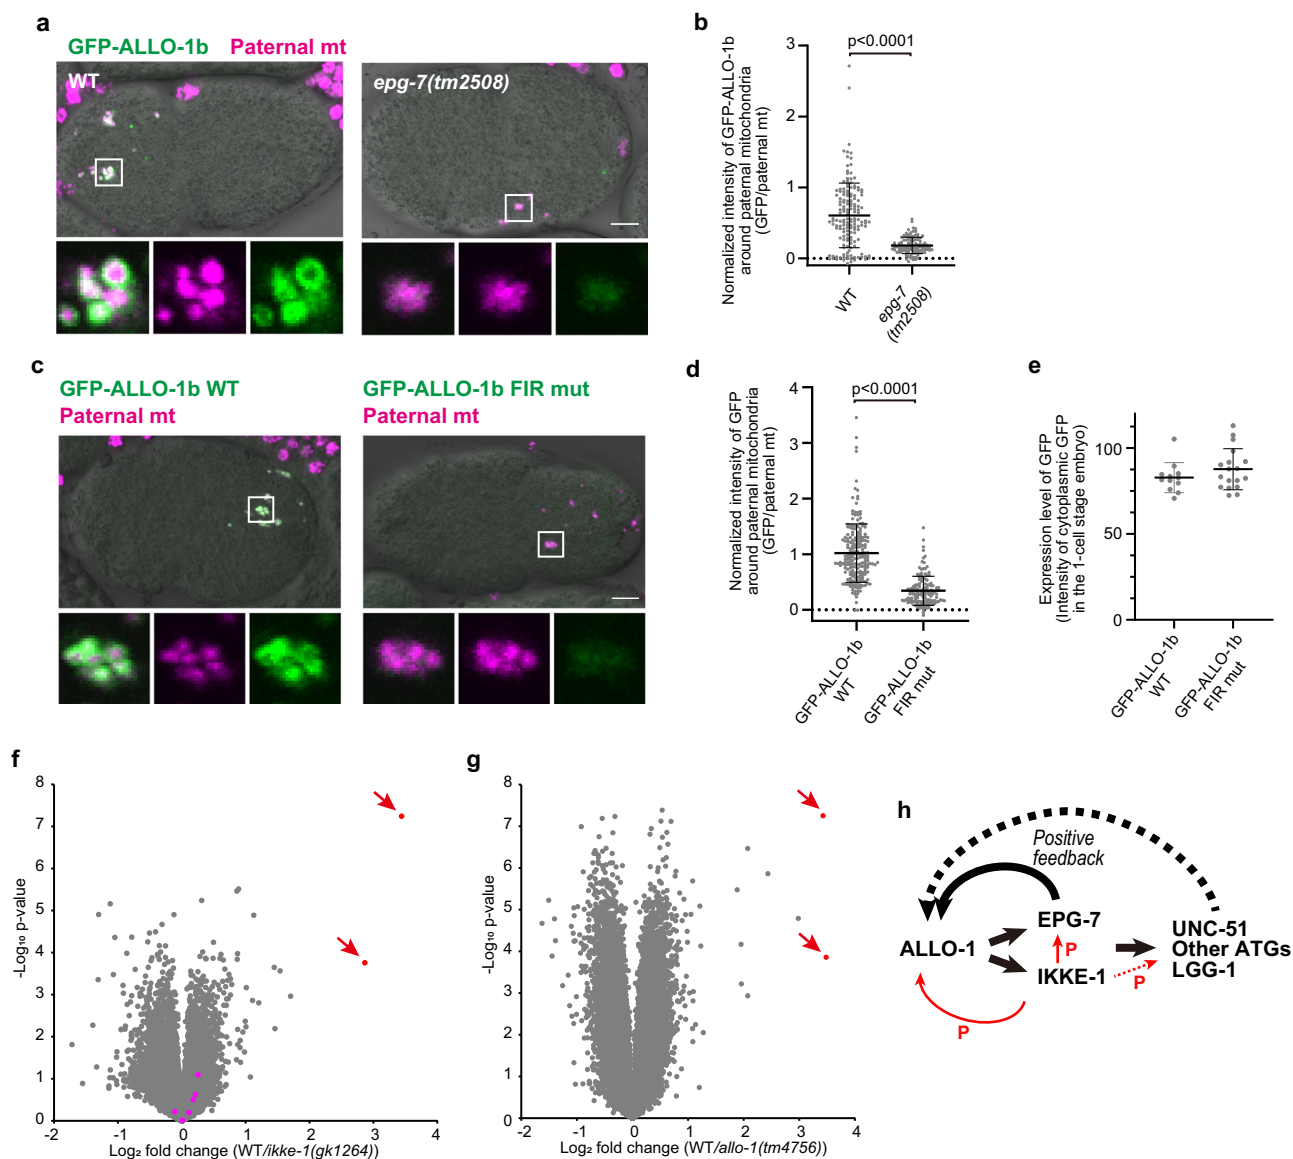 a
GFP-ALLO-1b Paternal mt
WT
epg-7(tm2508)
b
Normalized intensity of GFP-ALLO-1b
around paternal mitochondria
(GFP/paternal mt)
p<0.0001
3
2
1
0
WT
epg-7
(tm2508)
c
GFP-ALLO-1b WT
Paternal mt
GFP-ALLO-1b FIR mut
Paternal mt
d
Normalized intensity of GFP
around paternal mitochondria
(GFP/paternal mt)
p<0.0001
4
3
2
1
0
GFP-ALLO-1b
WT
GFP-ALLO-1b
FIR mut
e
Expression level of GFP
(Intensity of cytoplasmic GFP
in the 1-cell stage embryo)
100
50
0
GFP-ALLO-1b
WT
GFP-ALLO-1b
FIR mut
f
-Log₁₀ p-value
8
7
6
5
4
3
2
1
0
-2 -1 0 1 2 3 4
Log₂ fold change (WT/ikke-1(gk1264))
g
-Log₁₀ p-value
8
7
6
5
4
3
2
1
0
-2 -1 0 1 2 3 4
Log₂ fold change (WT/allo-1(tm4756))
h
Positive
feedback
EPG-7
ALLO-1
P
IKKE-1
UNC-51
Other ATGs
LGG-1
P
P